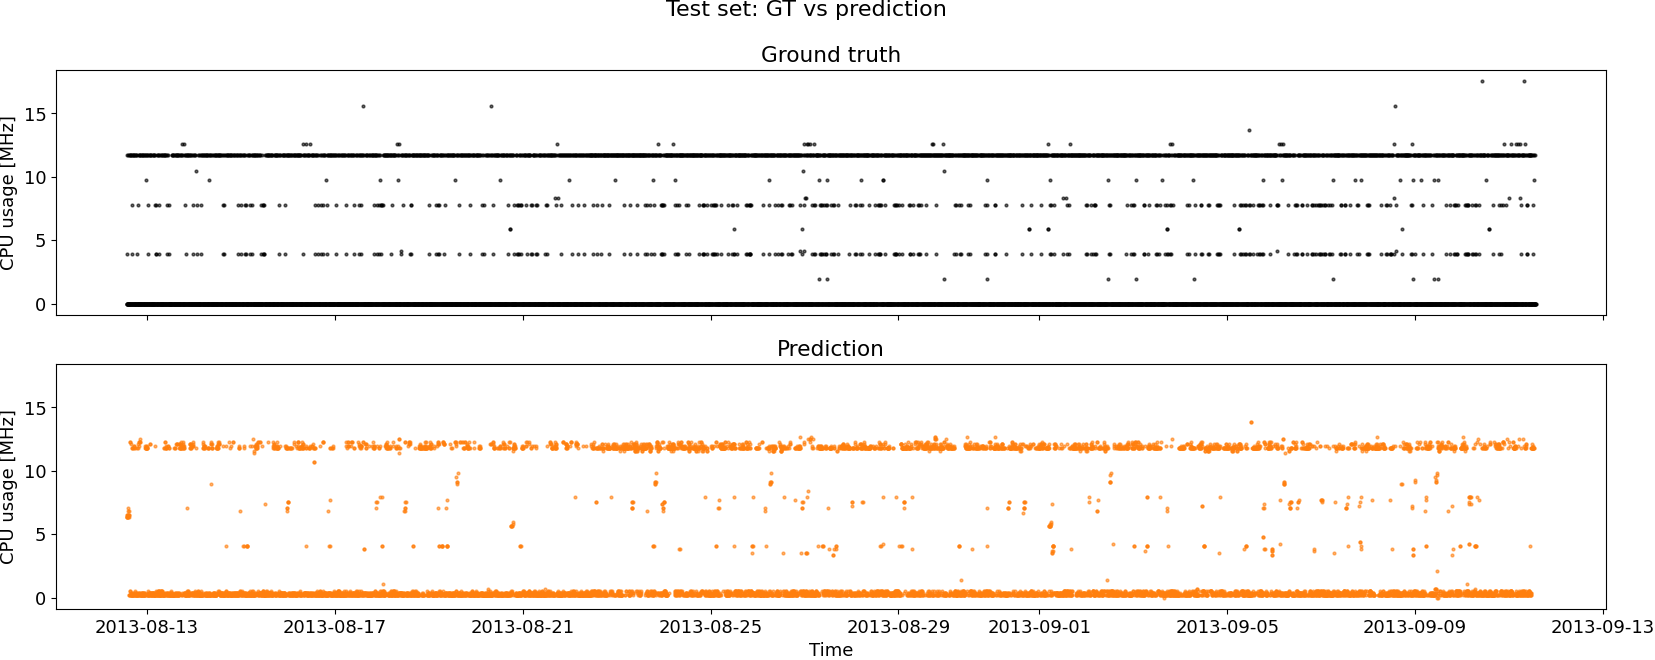 Test set: GT vs prediction
Ground truth
CPU usage [MHz]
15
10
5
0
Prediction
CPU usage [MHz]
15
10
5
0
2013-08-13 2013-08-17 2013-08-21 2013-08-25 2013-08-29 2013-09-01 2013-09-05 2013-09-09 2013-09-13
Time